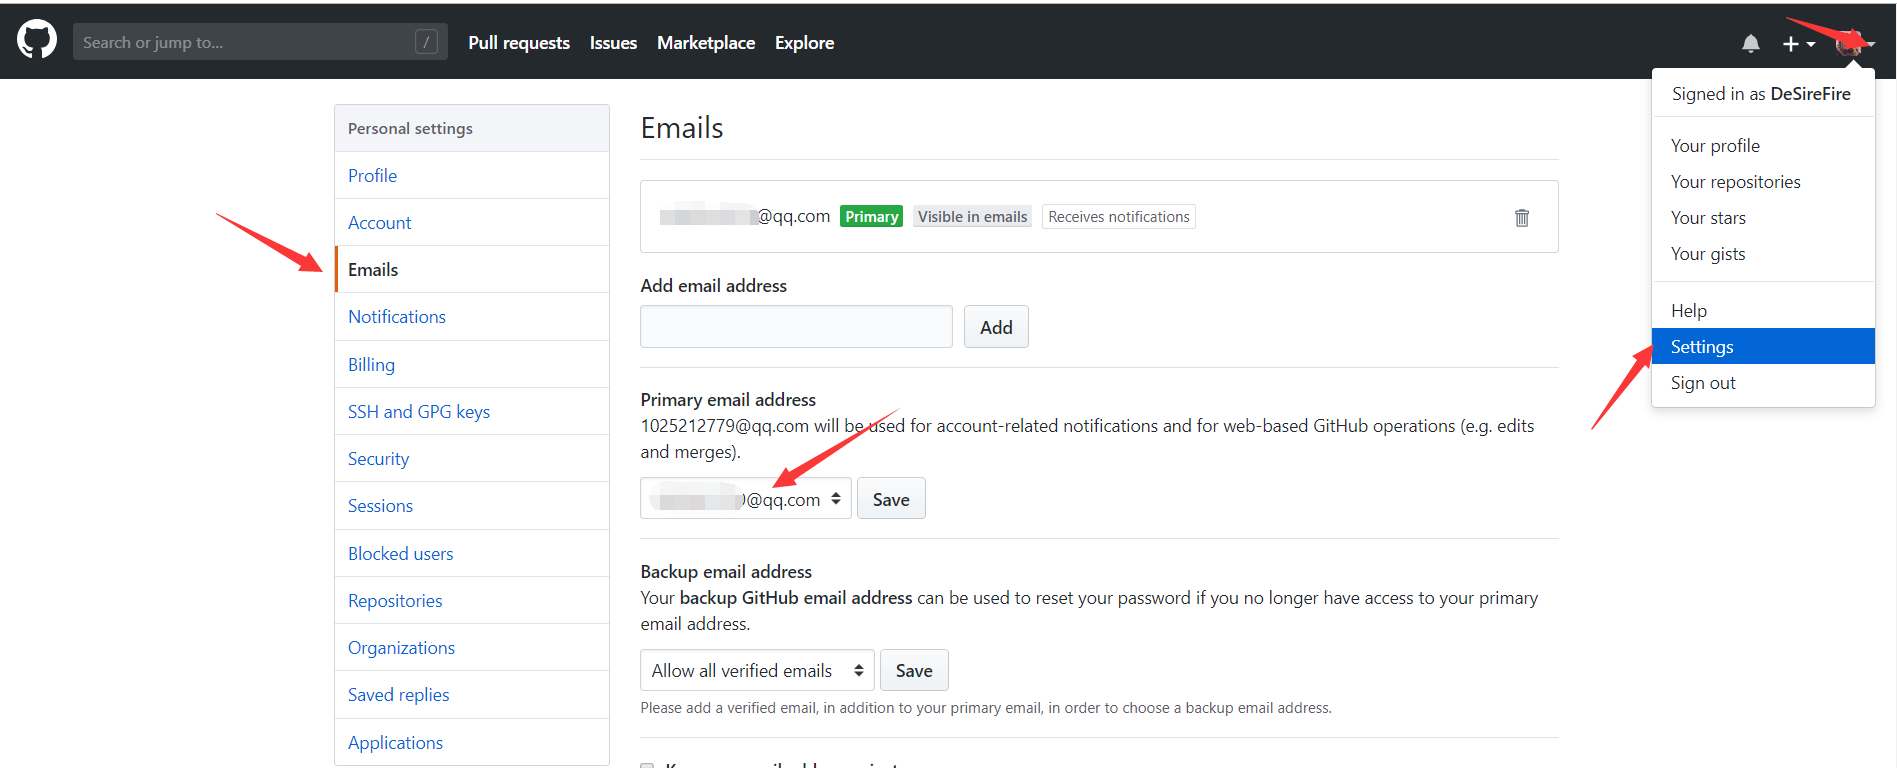 Search or jump to...
/
Pull requests
Issues
Marketplace
Explore
Signed in as DeSireFire
Your profile
Your repositories
Your stars
Your gists
Help
Settings
Sign out
Personal settings
Profile
Account
Emails
Notifications
Billing
SSH and GPG keys
Security
Sessions
Blocked users
Repositories
Organizations
Saved replies
Applications
Emails
@qq.com Primary Visible in emails Receives notifications
Add email address
Add
Primary email address
1025212779@qq.com will be used for account-related notifications and for web-based GitHub operations (e.g. edits
and merges).
@qq.com Save
Backup email address
Your backup GitHub email address can be used to reset your password if you no longer have access to your primary
email address.
Allow all verified emails Save
Please add a verified email, in addition to your primary email, in order to choose a backup email address.